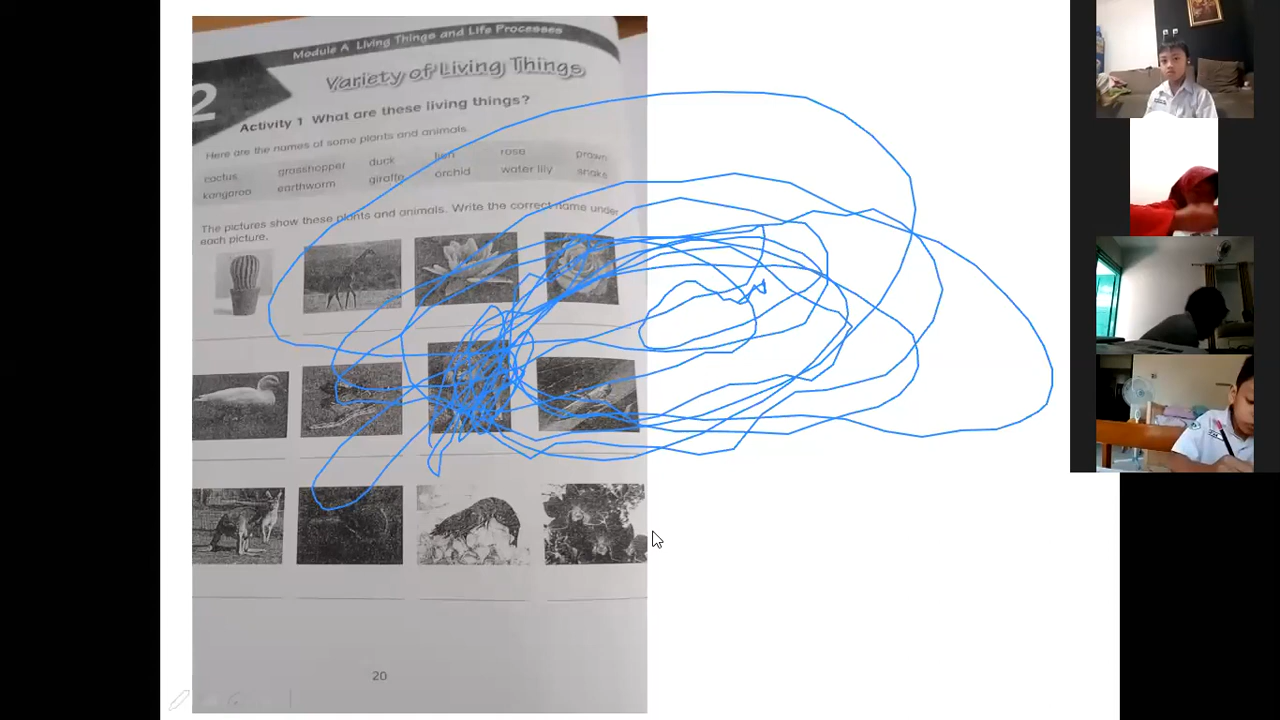 Module A Living Things and Life Processes
2
Variety of Living Things
Activity 1 What are these living things?
Here are the names of some plants and animals.
cactus grasshopper duck lion rose prawn
kangaroo earthworm giraffe orchid water lily snake
The pictures show these plants and animals. Write the correct name under
each picture.
20